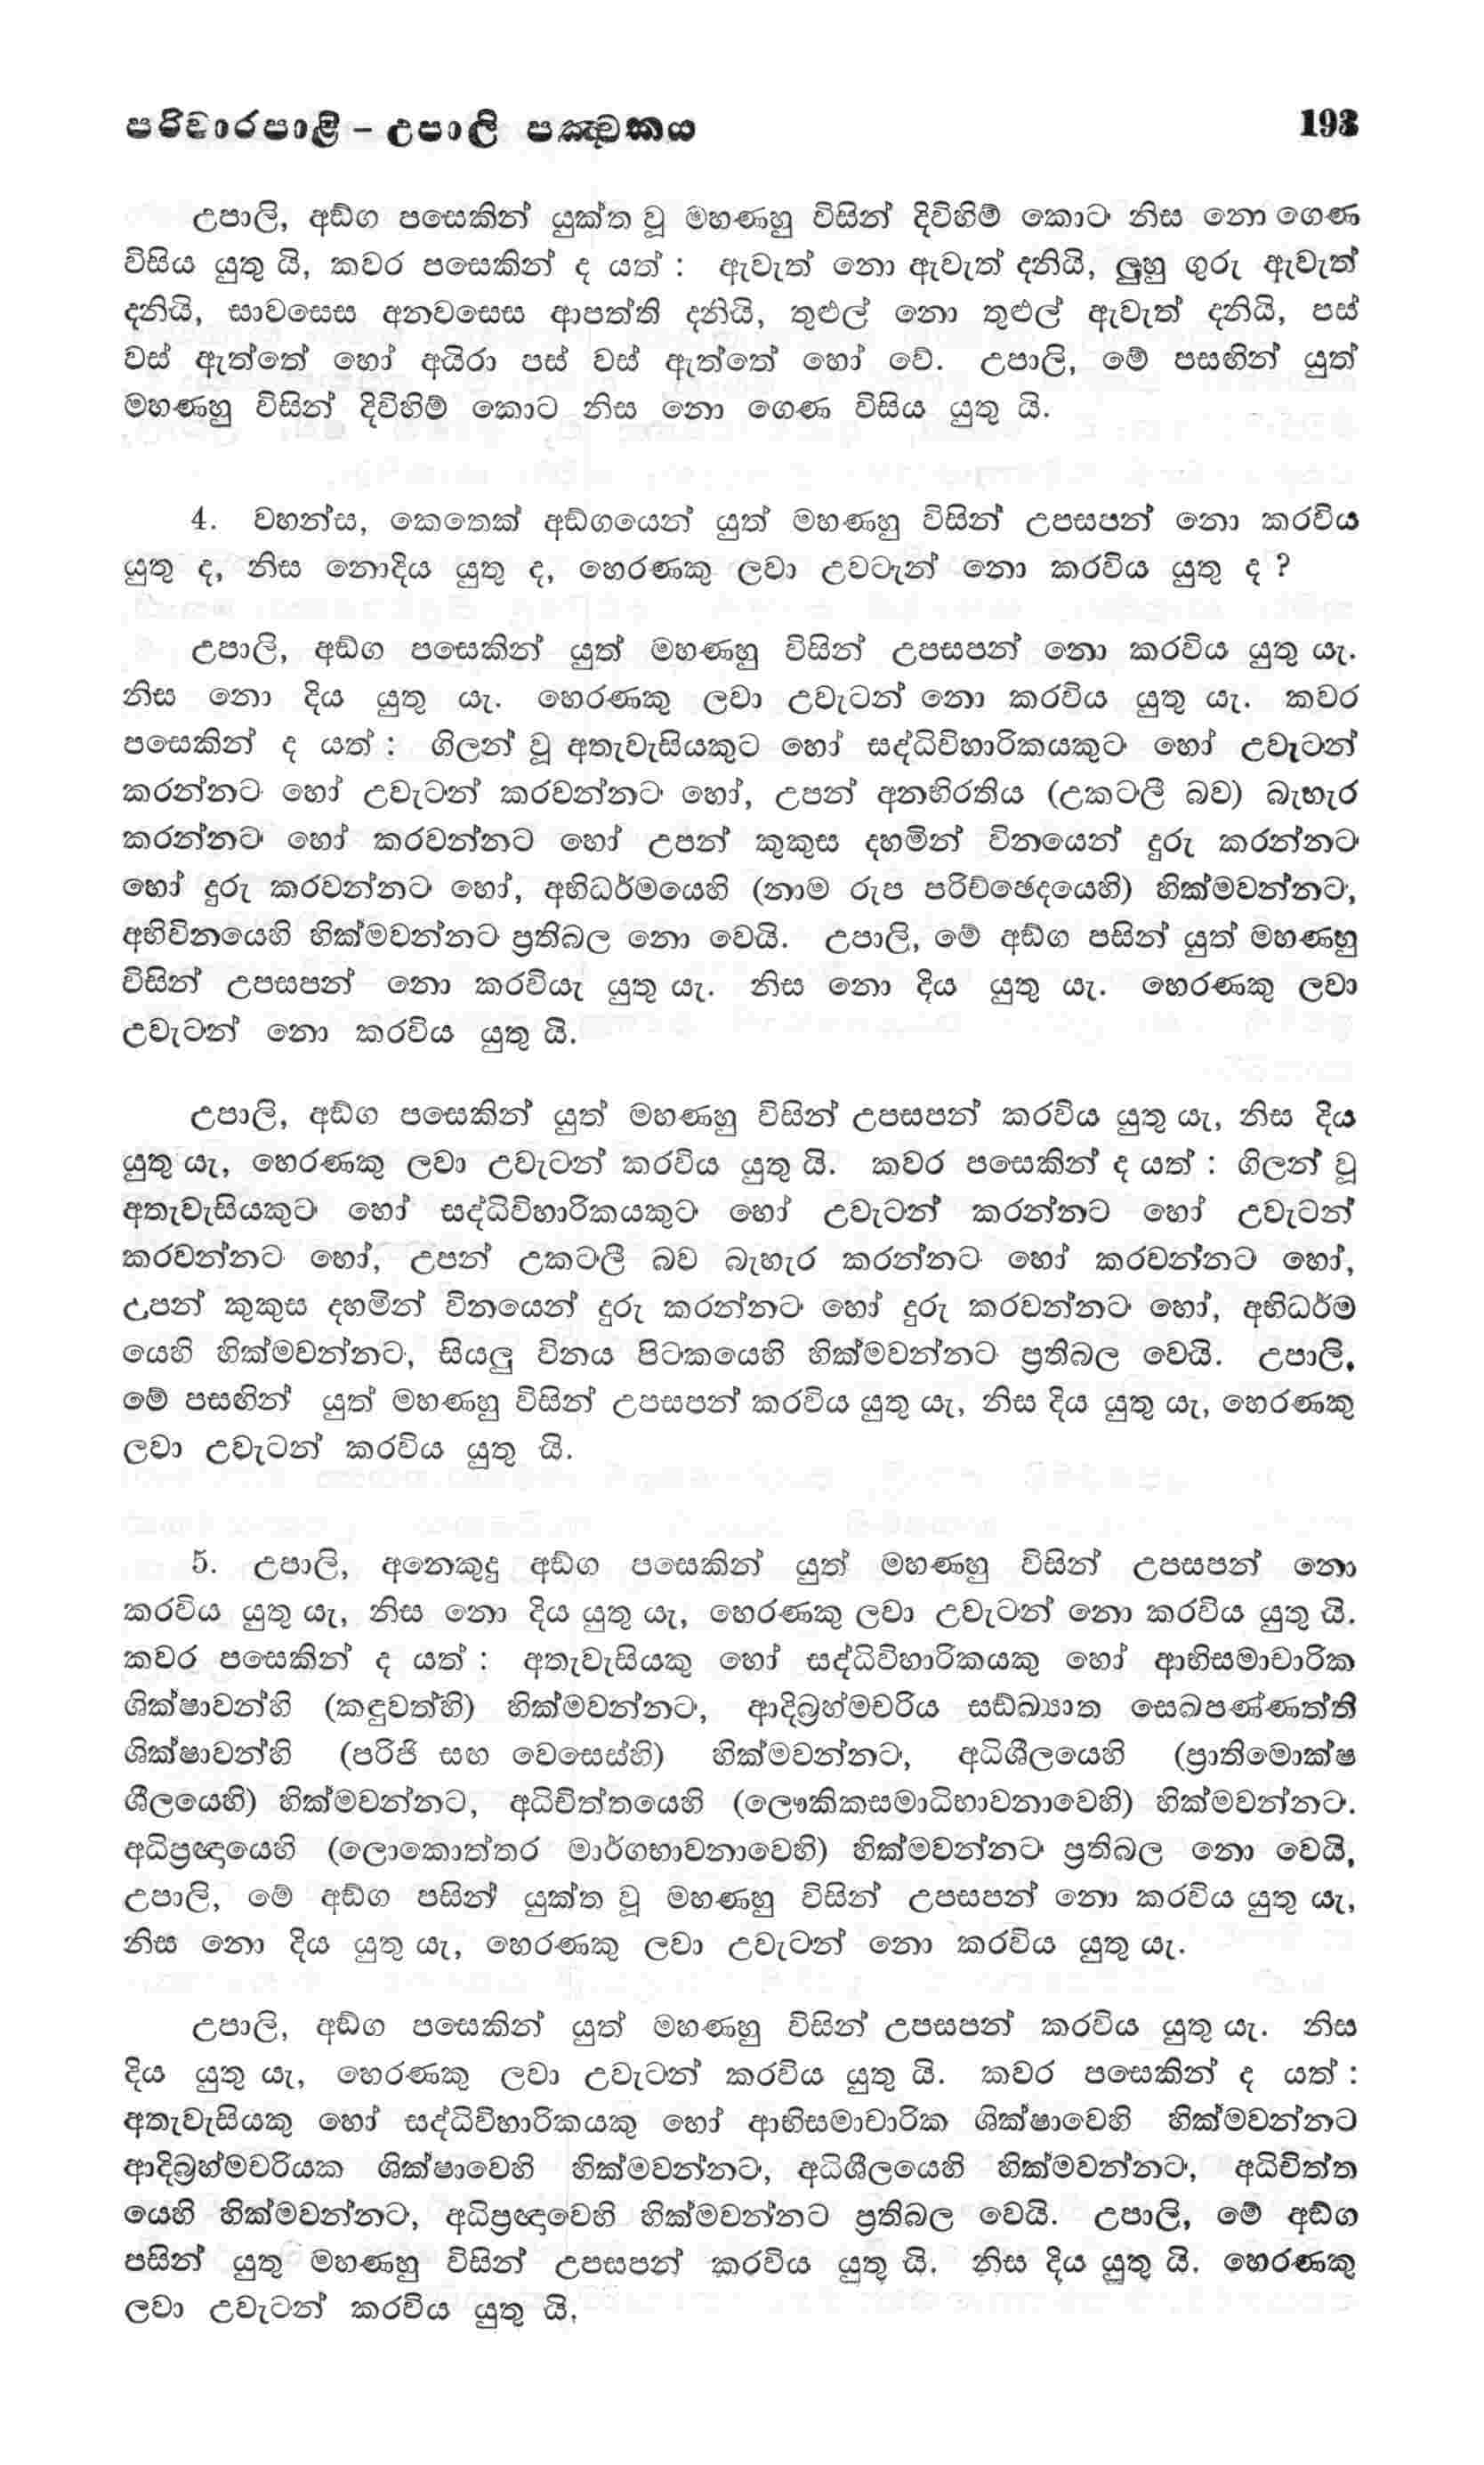 පරිවාරපාළි – උපාලි පඤ්චකය 193
උපාලි, අඞ්ග පසෙකින් යුක්ත වූ මහණහු විසින් දිවිහිම් කොට නිස නො ගෙණ
විසිය යුතු යි, කවර පසෙකින් ද යත් : ඇවැත් නො ඇවැත් දනියි, ලුහු ගුරු ඇවැත්
දනියි, සාවසෙස අනවසෙස ආපත්ති දනියි, තුළුල් නො තුළුල් ඇවැත් දනියි, පස්
වස් ඇත්තේ හෝ අයිරා පස් වස් ඇත්තේ හෝ වේ. උපාලි, මේ පසඟින් යුත්
මහණහු විසින් දිවිහිම් කොට නිස නො ගෙණ විසිය යුතු යි.
4. වහන්ස, කෙතෙක් අඞ්ගයෙන් යුත් මහණහු විසින් උපසපන් නො කරවිය
යුතු ද, නිස නොදිය යුතු ද, හෙරණකු ලවා උවටැන් නො කරවිය යුතු ද ?
උපාලි, අඞ්ග පසෙකින් යුත් මහණහු විසින් උපසපන් නො කරවිය යුතු යැ.
නිස නො දිය යුතු යැ. හෙරණකු ලවා උවැටන් නො කරවිය යුතු යැ. කවර
පසෙකින් ද යත් : ගිලන් වූ අතැවැසියකුට හෝ සද්ධිවිහාරිකයකුට හෝ උවැටන්
කරන්නට හෝ උවැටන් කරවන්නට හෝ, උපන් අනභිරතිය (උකටලී බව) බැහැර
කරන්නට හෝ කරවන්නට හෝ උපන් කුකුස දහමින් විනයෙන් දුරු කරන්නට
හෝ දුරු කරවන්නට හෝ, අභිධර්මයෙහි (නාම රුප පරිච්ඡෙදයෙහි) හික්මවන්නට,
අභිවිනයෙහි හික්මවන්නට ප්‍රතිබල නො වෙයි. උපාලි, මේ අඞ්ග පසින් යුත් මහණහු
විසින් උපසපන් නො කරවියැ යුතු යැ. නිස නො දිය යුතු යැ. හෙරණකු ලවා
උවැටන් නො කරවිය යුතු යි.
උපාලි, අඞ්ග පසෙකින් යුත් මහණහු විසින් උපසපන් කරවිය යුතු යැ, නිස දිය
යුතු යැ, හෙරණකු ලවා උවැටන් කරවිය යුතු යි. කවර පසෙකින් ද යත් : ගිලන් වූ
අතැවැසියකුට හෝ සද්ධිවිහාරිකයකුට හෝ උවැටන් කරන්නට හෝ උවැටන්
කරවන්නට හෝ, උපන් උකටලී බව බැහැර කරන්නට හෝ කරවන්නට හෝ,
උපන් කුකුස දහමින් විනයෙන් දුරු කරන්නට හෝ දුරු කරවන්නට හෝ, අභිධර්ම
යෙහි හික්මවන්නට, සියලු විනය පිටකයෙහි හික්මවන්නට ප්‍රතිබල වෙයි. උපාලි,
මේ පසඟින් යුත් මහණහු විසින් උපසපන් කරවිය යුතු යැ, නිස දිය යුතු යැ, හෙරණකු
ලවා උවැටන් කරවිය යුතු යි.
5. උපාලි, අනෙකුදු අඞ්ග පසෙකින් යුත් මහණහු විසින් උපසපන් නො
කරවිය යුතු යැ, නිස නො දිය යුතු යැ, හෙරණකු ලවා උවැටන් නො කරවිය යුතු යි.
කවර පසෙකින් ද යත් : අතැවැසියකු හෝ සද්ධිවිහාරිකයකු හෝ ආභිසමාචාරික
ශික්ෂාවන්හි (කඳුවත්හි) හික්මවන්නට, ආදිබ්‍රහ්මචරිය සඞ්ඛ්‍යාත සෙඛපණ්ණත්ති
ශික්ෂාවන්හි (පරිජි සහ වෙසෙස්හි) හික්මවන්නට, අධිශීලයෙහි (ප්‍රාතිමොක්ෂ
ශීලයෙහි) හික්මවන්නට, අධිචිත්තයෙහි (ලෞකිකසමාධිභාවනාවෙහි) හික්මවන්නට.
අධිප්‍රඥායෙහි (ලොකොත්තර මාර්ගභාවනාවෙහි) හික්මවන්නට ප්‍රතිබල නො වෙයි,
උපාලි, මේ අඞ්ග පසින් යුක්ත වූ මහණහු විසින් උපසපන් නො කරවිය යුතු යැ,
නිස නො දිය යුතු යැ, හෙරණකු ලවා උවැටන් නො කරවිය යුතු යැ.
උපාලි, අඞ්ග පසෙකින් යුත් මහණහු විසින් උපසපන් කරවිය යුතු යැ. නිස
දිය යුතු යැ, හෙරණකු ලවා උවැටන් කරවිය යුතු යි. කවර පසෙකින් ද යත් :
අතැවැසියකු හෝ සද්ධිවිහාරිකයකු හෝ ආභිසමාචාරික ශික්ෂාවෙහි හික්මවන්නට
ආදිබ්‍රහ්මචරියක ශික්ෂාවෙහි හික්මවන්නට, අධිශීලයෙහි හික්මවන්නට, අධිචිත්ත
යෙහි හික්මවන්නට, අධිප්‍රඥාවෙහි හික්මවන්නට ප්‍රතිබල වෙයි. උපාලි, මේ අඞ්ග
පසින් යුතු මහණහු විසින් උපසපන් කරවිය යුතු යි. නිස දිය යුතු යි. හෙරණකු
ලවා උවැටන් කරවිය යුතු යි.